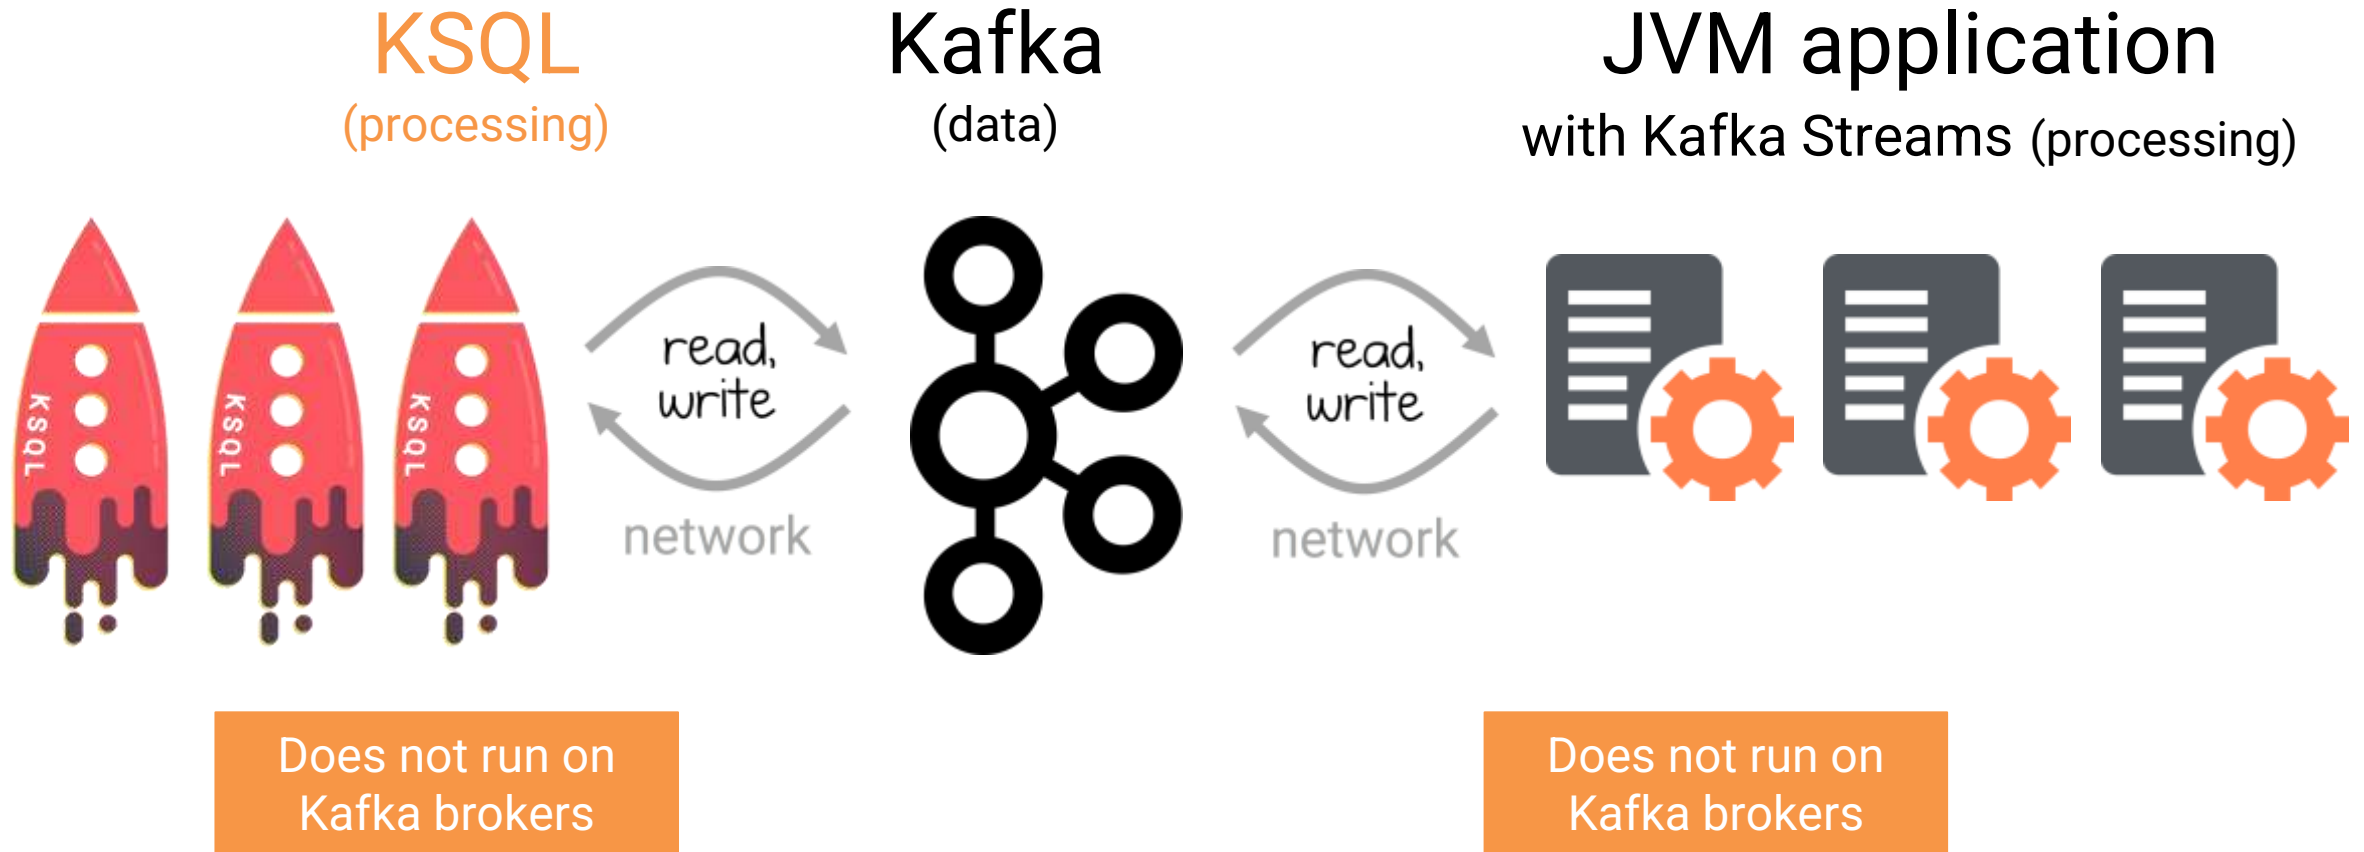 KSQL
(processing)
Kafka
(data)
JVM application
with Kafka Streams (processing)
KSQL
KSQL
KSQL
read,
write
network
read,
write
network
Does not run on
Kafka brokers
Does not run on
Kafka brokers